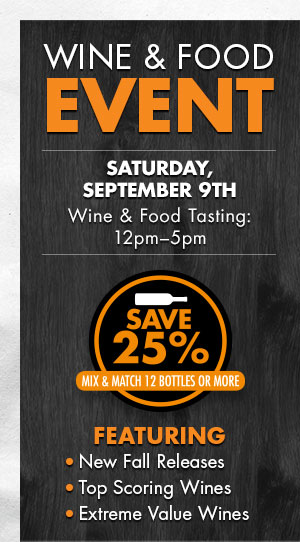 WINE & FOOD
EVENT
SATURDAY,
SEPTEMBER 9TH
Wine & Food Tasting:
12pm–5pm
SAVE
25%
MIX & MATCH 12 BOTTLES OR MORE
FEATURING
• New Fall Releases
• Top Scoring Wines
• Extreme Value Wines